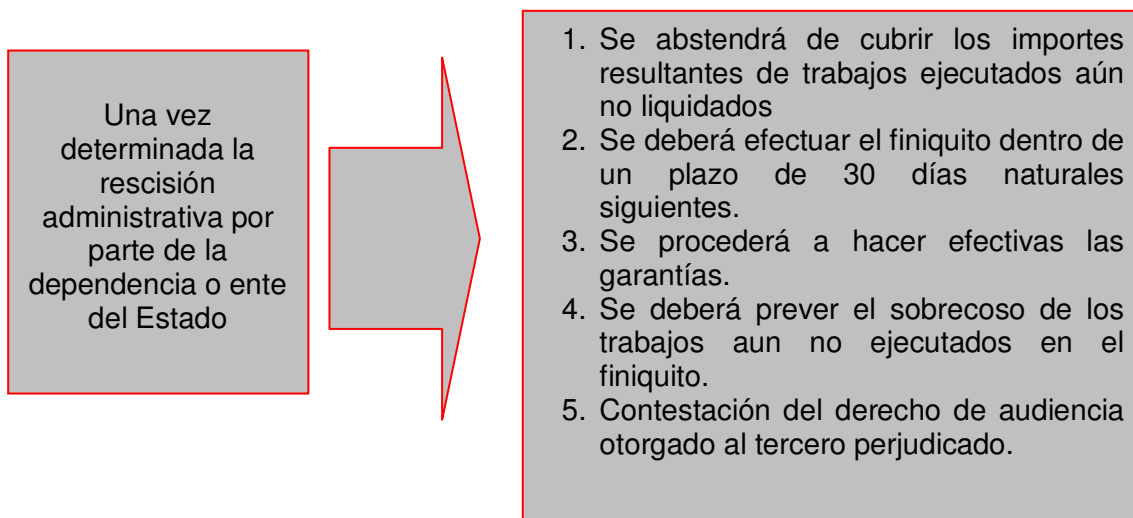 Una vez
determinada la
rescisión
administrativa por
parte de la
dependencia o ente
del Estado
1. Se abstendrá de cubrir los importes
resultantes de trabajos ejecutados aún
no liquidados
2. Se deberá efectuar el finiquito dentro de
un plazo de 30 días naturales
siguientes.
3. Se procederá a hacer efectivas las
garantías.
4. Se deberá prever el sobrecoso de los
trabajos aun no ejecutados en el
finiquito.
5. Contestación del derecho de audiencia
otorgado al tercero perjudicado.